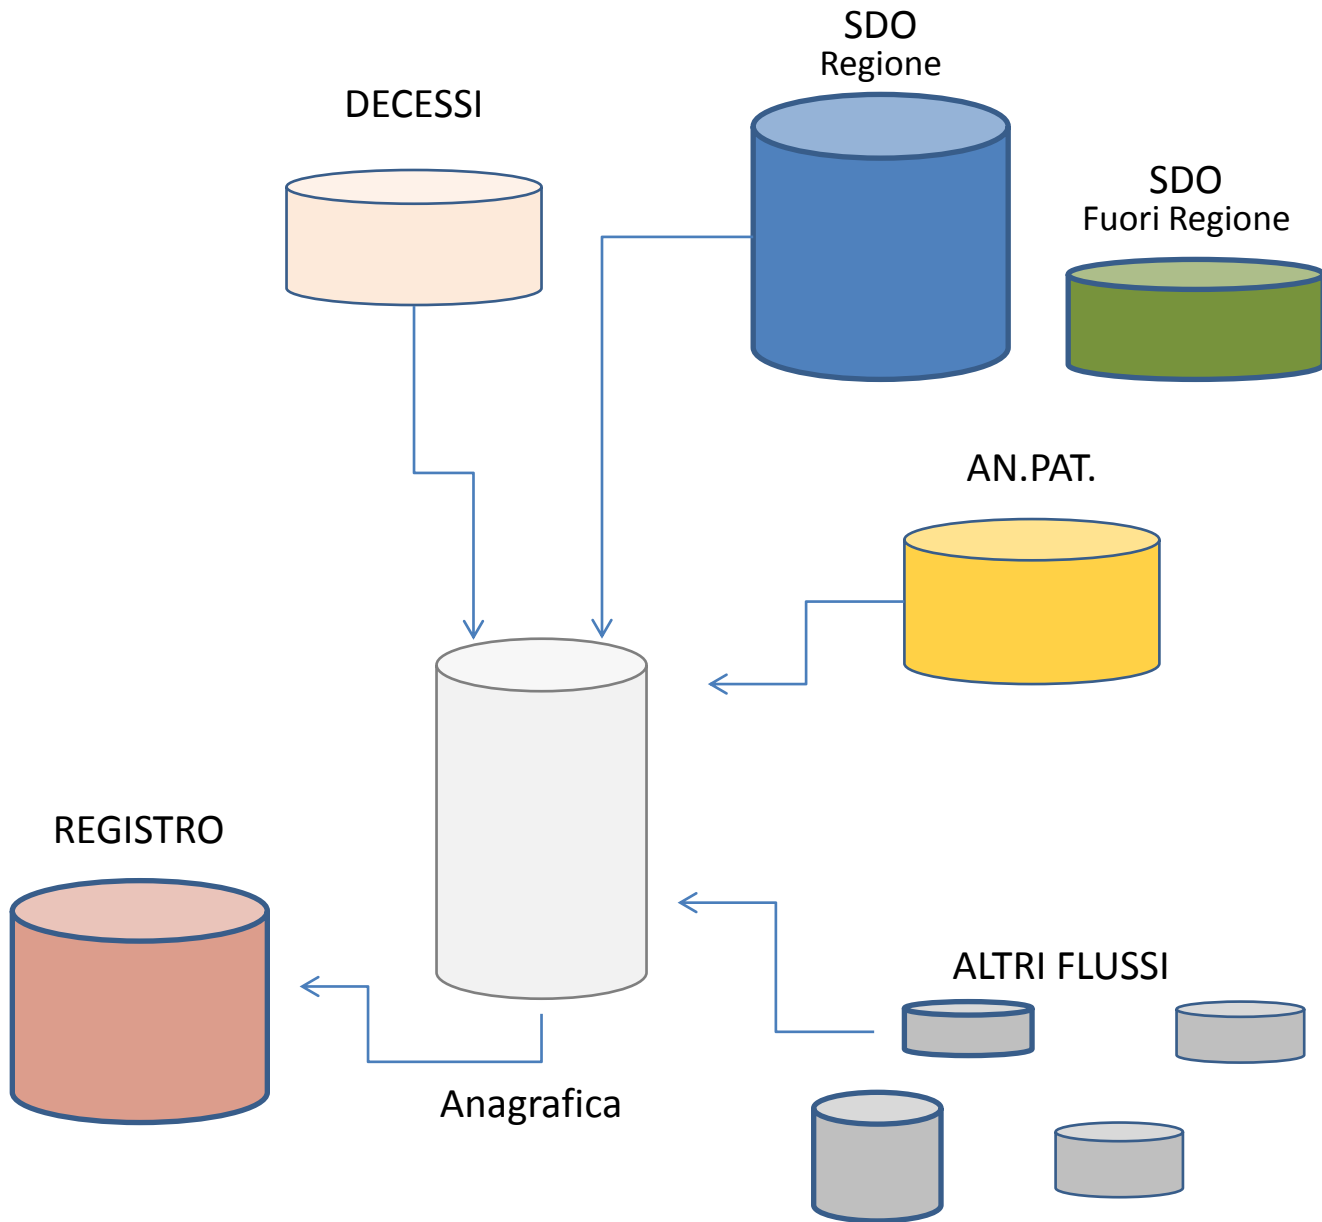 SDO
Regione
DECESSI
SDO
Fuori Regione
AN.PAT.
REGISTRO
ALTRI FLUSSI
Anagrafica